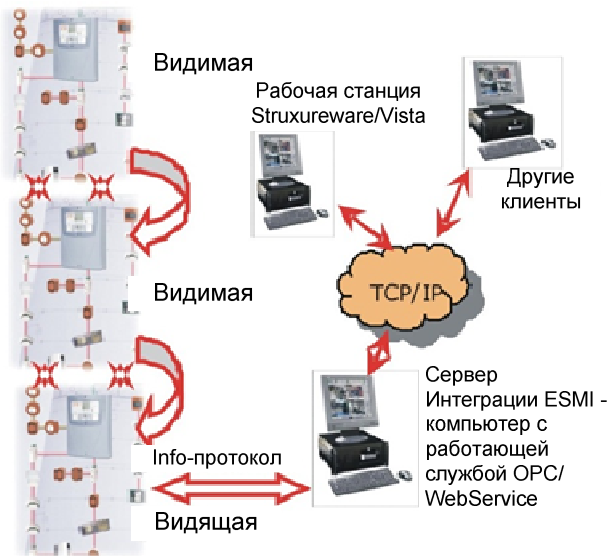 Видимая
Рабочая станция
Struxureware/Vista
Другие
клиенты
Видимая
TCP/IP
Сервер
Интеграции ESMI -
компьютер с
работающей
службой OPC/
WebService
Info-протокол
Видящая